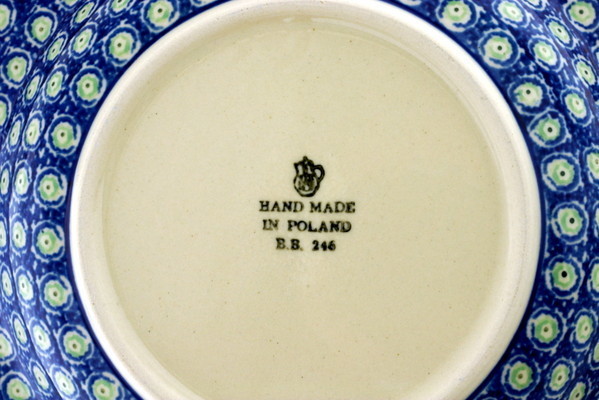 HAND MADE
IN POLAND
B.B. 246